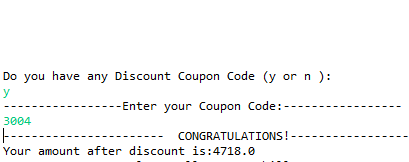 Do you have any Discount Coupon Code (y or n ):
y
-----------------Enter your Coupon Code:-----------------
3004
|----------------------- CONGRATULATIONS!-----------------
Your amount after discount is:4718.0